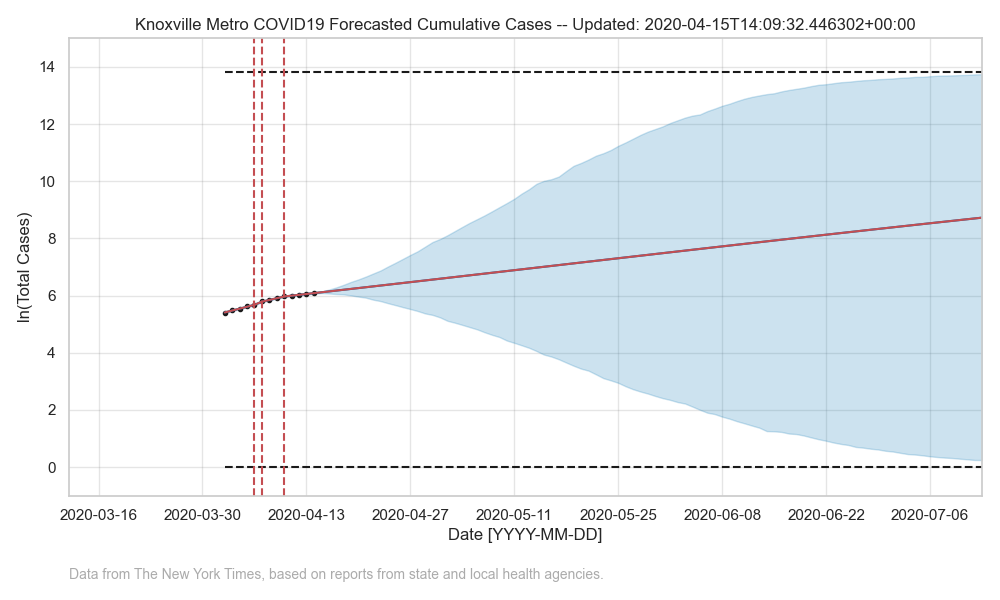 Knoxville Metro COVID19 Forecasted Cumulative Cases -- Updated: 2020-04-15T14:09:32.446302+00:00
14
12
10
8
6
4
2
0
ln(Total Cases)
2020-03-16 2020-03-30 2020-04-13 2020-04-27 2020-05-11 2020-05-25 2020-06-08 2020-06-22 2020-07-06
Date [YYYY-MM-DD]
Data from The New York Times, based on reports from state and local health agencies.